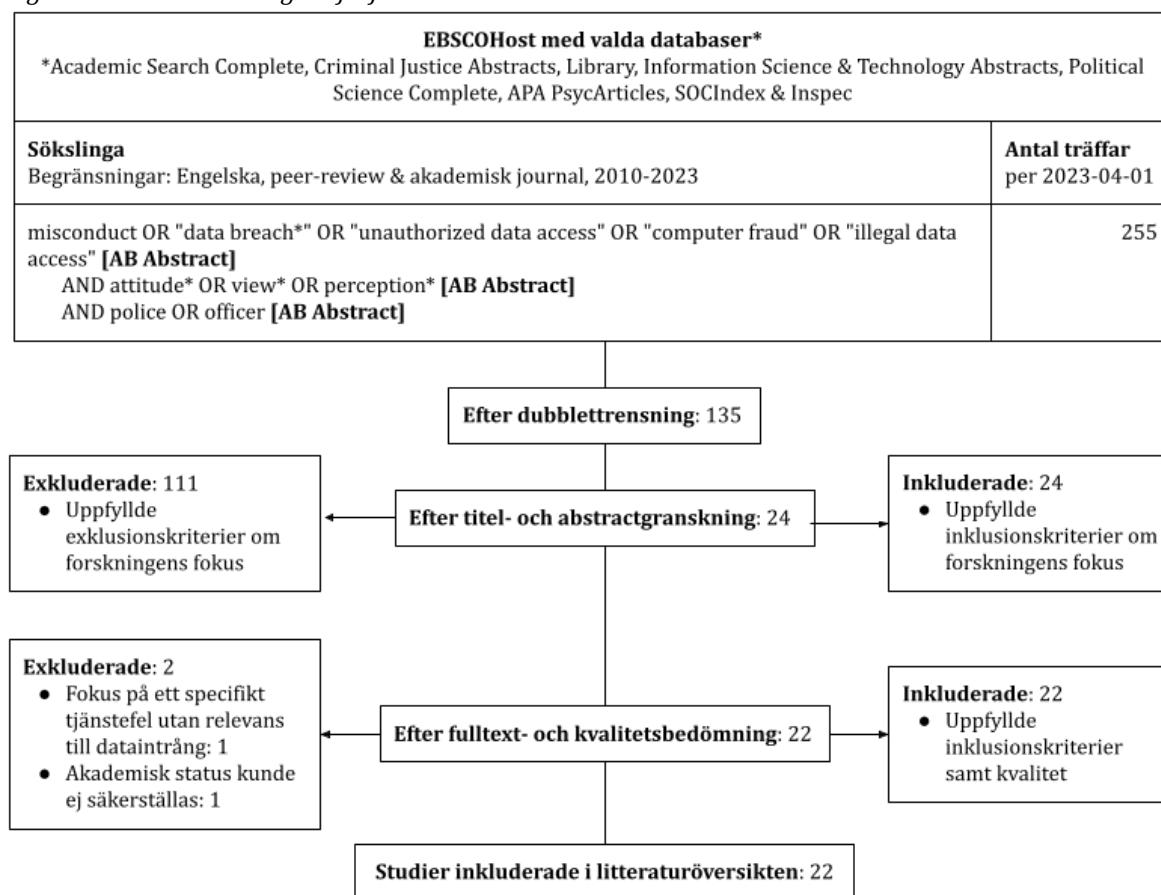 EBSCOHost med valda databaser*
*Academic Search Complete, Criminal Justice Abstracts, Library, Information Science & Technology Abstracts, Political
Science Complete, APA PsycArticles, SOCIndex & Inspec
Sökslinga
Begränsningar: Engelska, peer-review & akademisk journal, 2010-2023
Antal träffar
per 2023-04-01
misconduct OR "data breach*" OR "unauthorized data access" OR "computer fraud" OR "illegal data
access" [AB Abstract]
AND attitude* OR view* OR perception* [AB Abstract]
AND police OR officer [AB Abstract]
255
Efter dubblettrensning: 135
Exkluderade: 111
● Uppfyllde
exklusionskriterier om
forskningens fokus
Efter titel- och abstractgranskning: 24
Inkluderade: 24
● Uppfyllde
inklusionskriterier om
forskningens fokus
Exkluderade: 2
● Fokus på ett specifikt
tjänstefel utan relevans
till dataintrång: 1
● Akademisk status kunde
ej säkerställas: 1
Efter fulltext- och kvalitetsbedömning: 22
Inkluderade: 22
● Uppfyllde
inklusionskriterier
samt kvalitet
Studier inkluderade i litteraturöversikten: 22